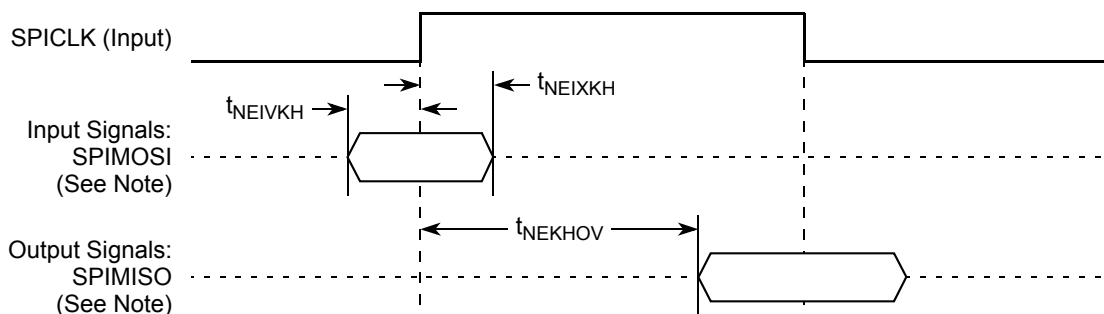 SPICLK (Input)
tNEIVKH
tNEIXKH
Input Signals:
SPIMOSI
(See Note)
tNEKHOV
Output Signals:
SPIMISO
(See Note)